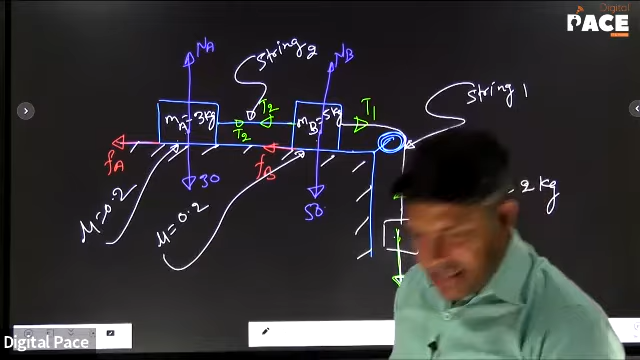 Digital
PACE
String 2
NA
NB
String 1
T2
T2
T1
mA=3kg
mB=5kg
fA
fB
30
50
μ=0.2
μ=0.2
2 kg
Digital Pace